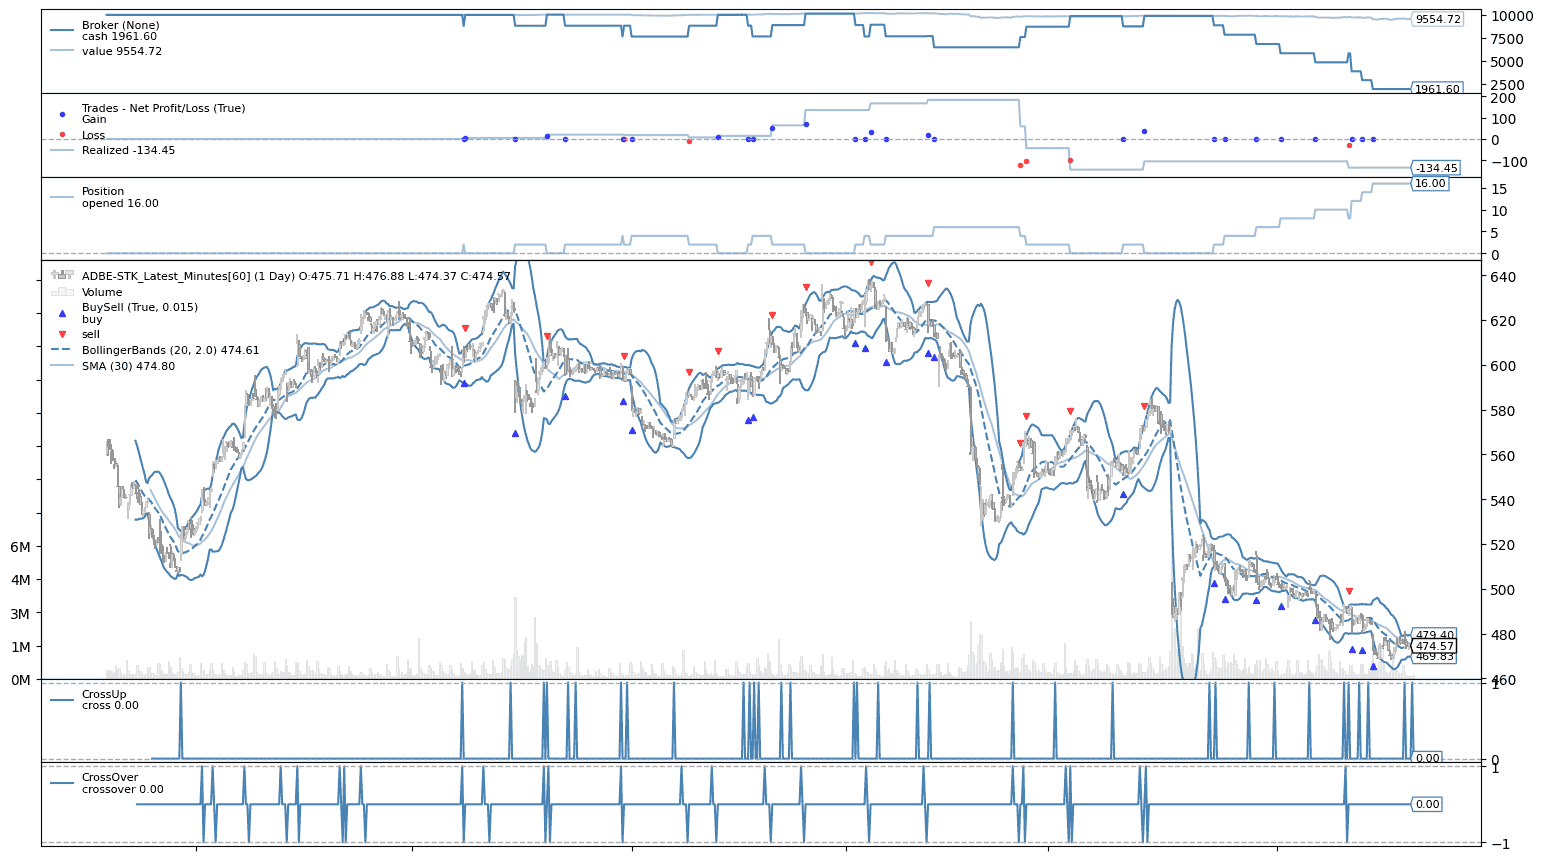 Broker (None)
cash 1961.60
value 9554.72
9554.72
1961.60
10000
7500
5000
2500
Trades - Net Profit/Loss (True)
Gain
Loss
Realized -134.45
-134.45
200
100
0
−100
Position
opened 16.00
16.00
15
10
5
0
ADBE-STK_Latest_Minutes[60] (1 Day) O:475.71 H:476.88 L:474.37 C:474.57
Volume
BuySell (True, 0.015)
buy
sell
BollingerBands (20, 2.0) 474.61
SMA (30) 474.80
6M
4M
3M
1M
0M
640
620
600
580
560
540
520
500
480
460
479.40
474.57
469.83
CrossUp
cross 0.00
0.00
1
0
CrossOver
crossover 0.00
0.00
1
−1